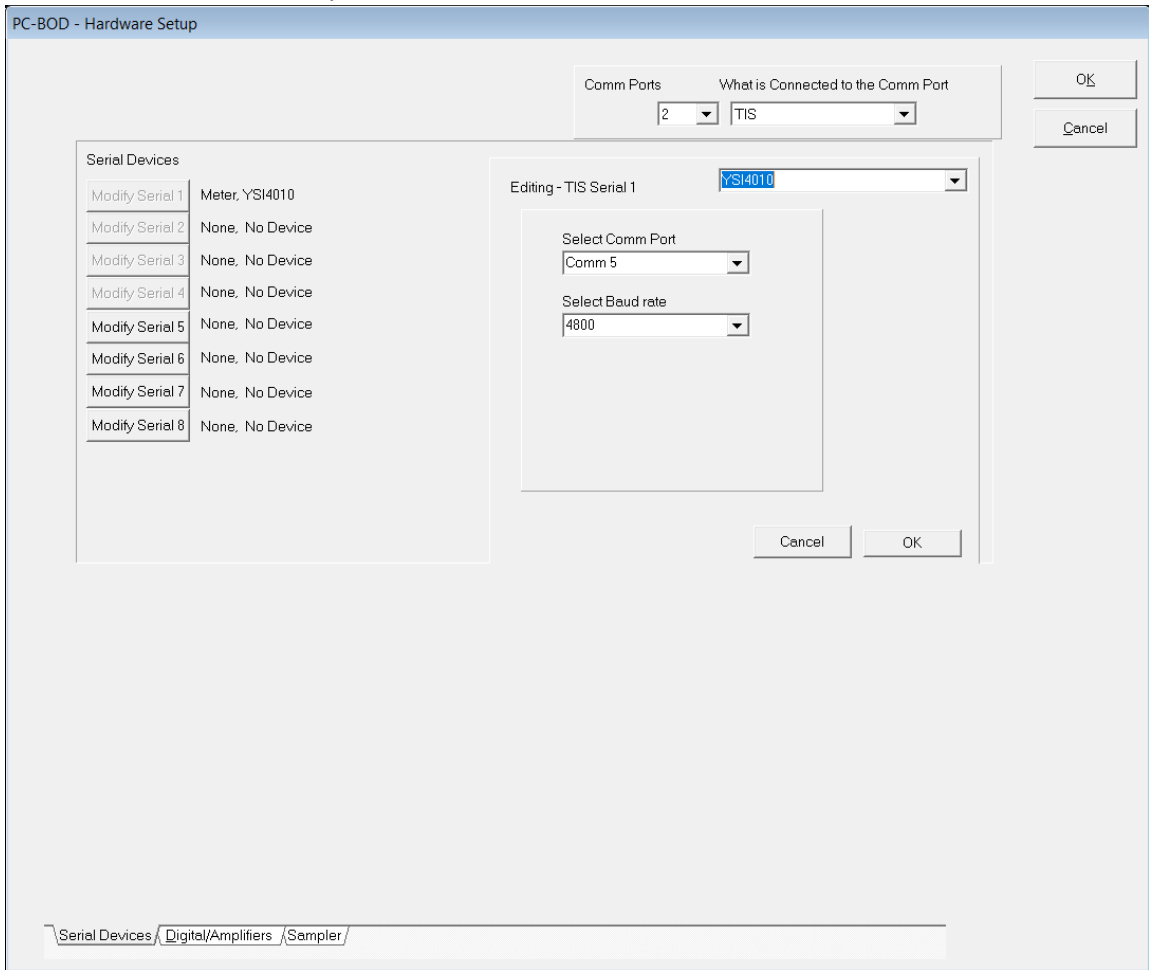 PC-BOD - Hardware Setup
Comm Ports What is Connected to the Comm Port
2 TIS
OK
Cancel
Serial Devices
Modify Serial 1 Meter, YSI4010
Modify Serial 2 None, No Device
Modify Serial 3 None, No Device
Modify Serial 4 None, No Device
Modify Serial 5 None, No Device
Modify Serial 6 None, No Device
Modify Serial 7 None, No Device
Modify Serial 8 None, No Device
Editing - TIS Serial 1 YSI4010
Select Comm Port
Comm 5
Select Baud rate
4800
Cancel OK
Serial Devices Digital/Amplifiers Sampler